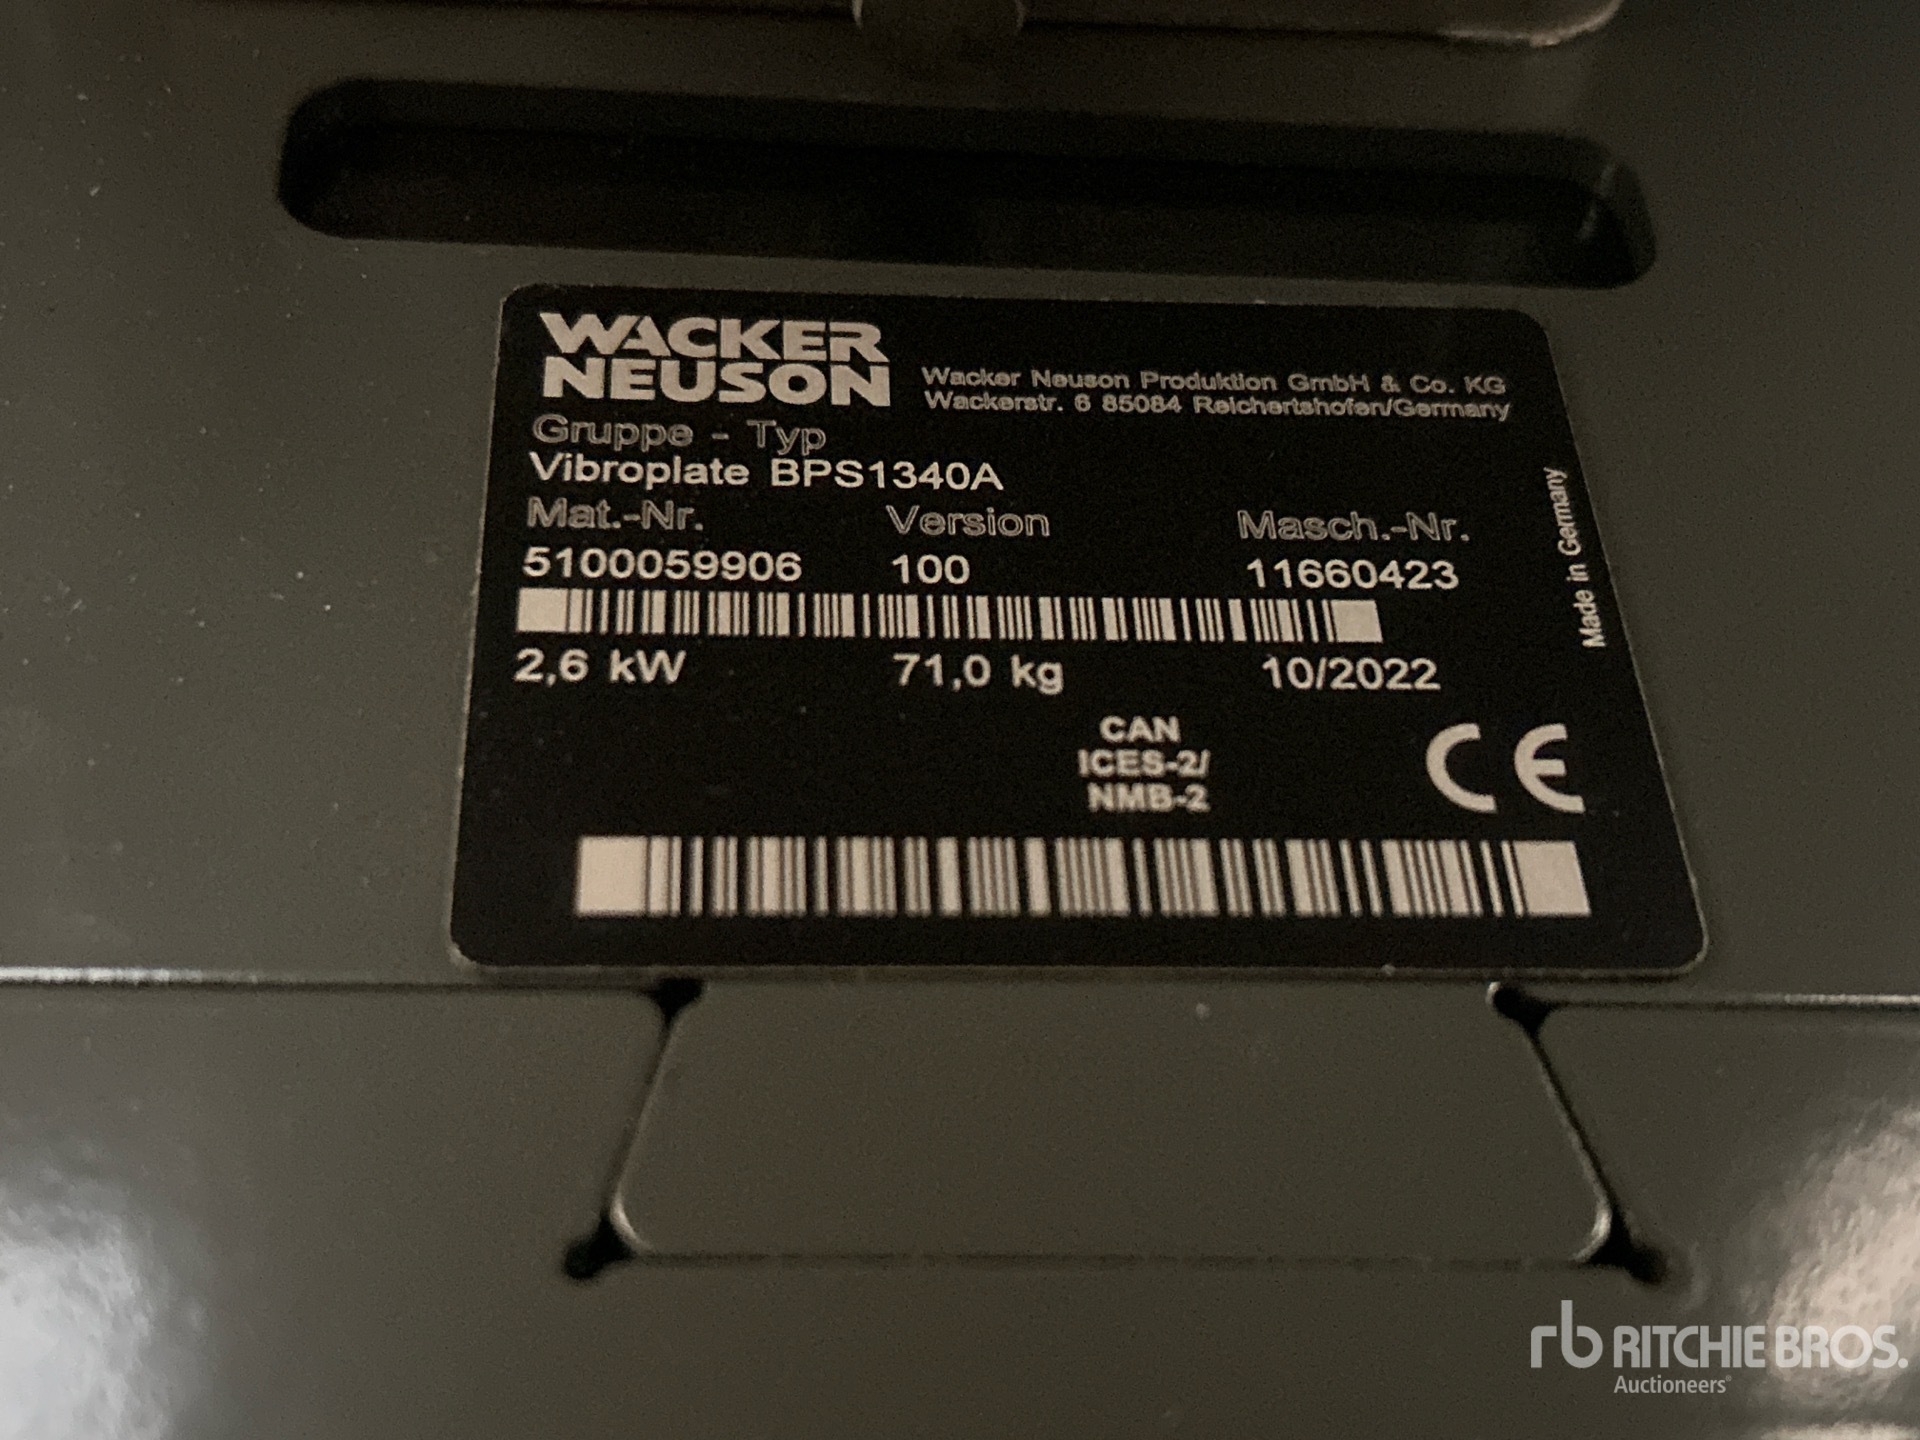 WACKER
NEUSON
Wacker Neuson Produktion GmbH & Co. KG
Wackerstr. 6 85084 Reichertshofen/Germany
Gruppe - Typ
Vibroplate BPS1340A
Mat.-Nr. Version Masch.-Nr.
5100059906 100 11660423
2,6 kW 71,0 kg 10/2022
Made in Germany
CAN
ICES-2/
NMB-2
CE
rb RITCHIE BROS.
Auctioneers